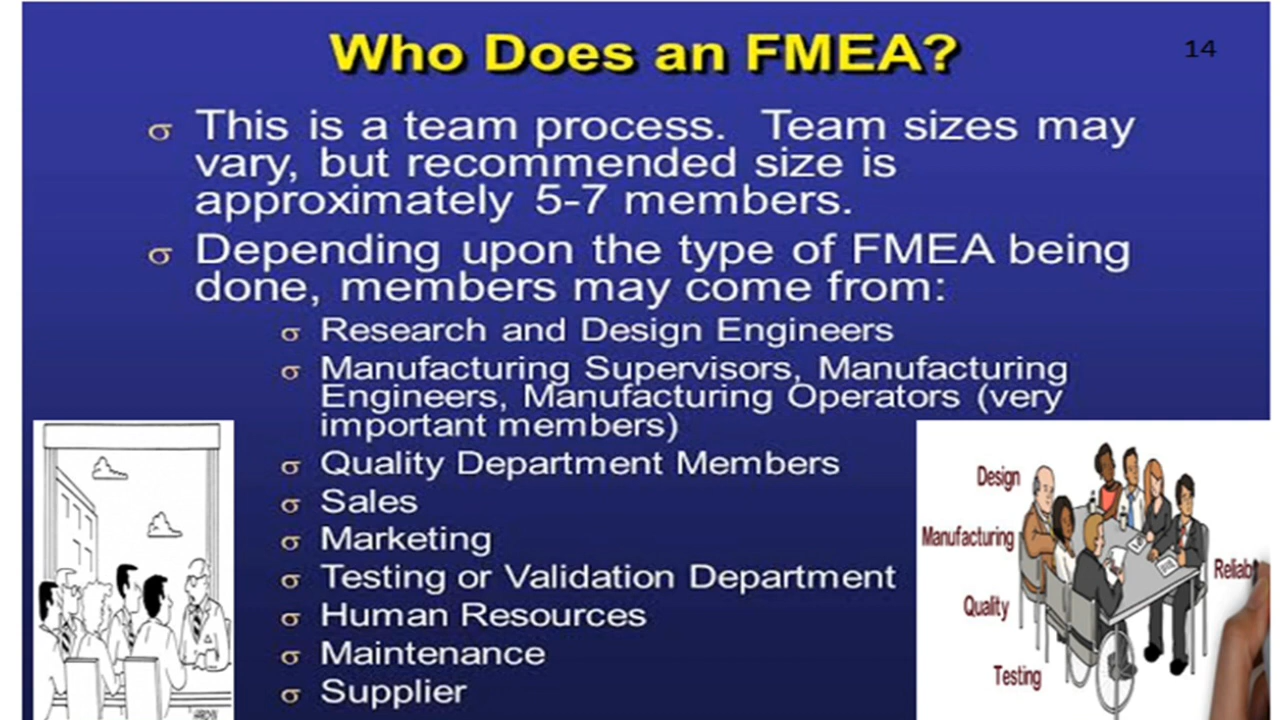 Who Does an FMEA?
14
σ This is a team process. Team sizes may
vary, but recommended size is
approximately 5-7 members.
σ Depending upon the type of FMEA being
done, members may come from:
σ Research and Design Engineers
σ Manufacturing Supervisors, Manufacturing
Engineers, Manufacturing Operators (very
important members)
σ Quality Department Members
σ Sales
σ Marketing
σ Testing or Validation Department
σ Human Resources
σ Maintenance
σ Supplier
Design
Manufacturing
Quality
Testing
Reliab